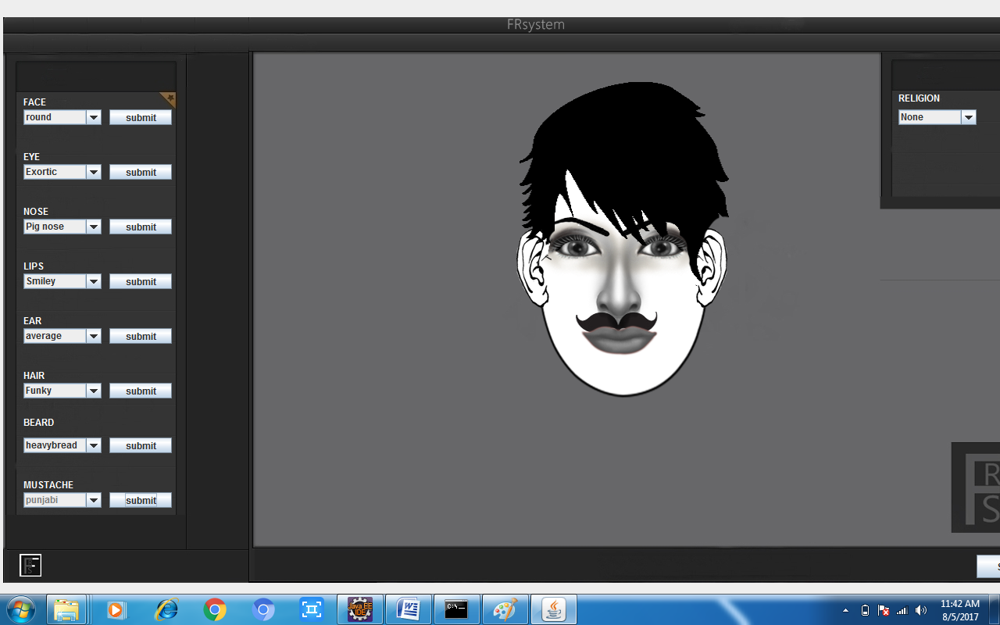 FRsystem
FACE
round submit
EYE
Exortic submit
NOSE
Pig nose submit
LIPS
Smiley submit
EAR
average submit
HAIR
Funky submit
BEARD
heavybread submit
MUSTACHE
punjabi submit
RELIGION
None
F R
S
Java EE
IDE
C:\_
11:42 AM
8/5/2017